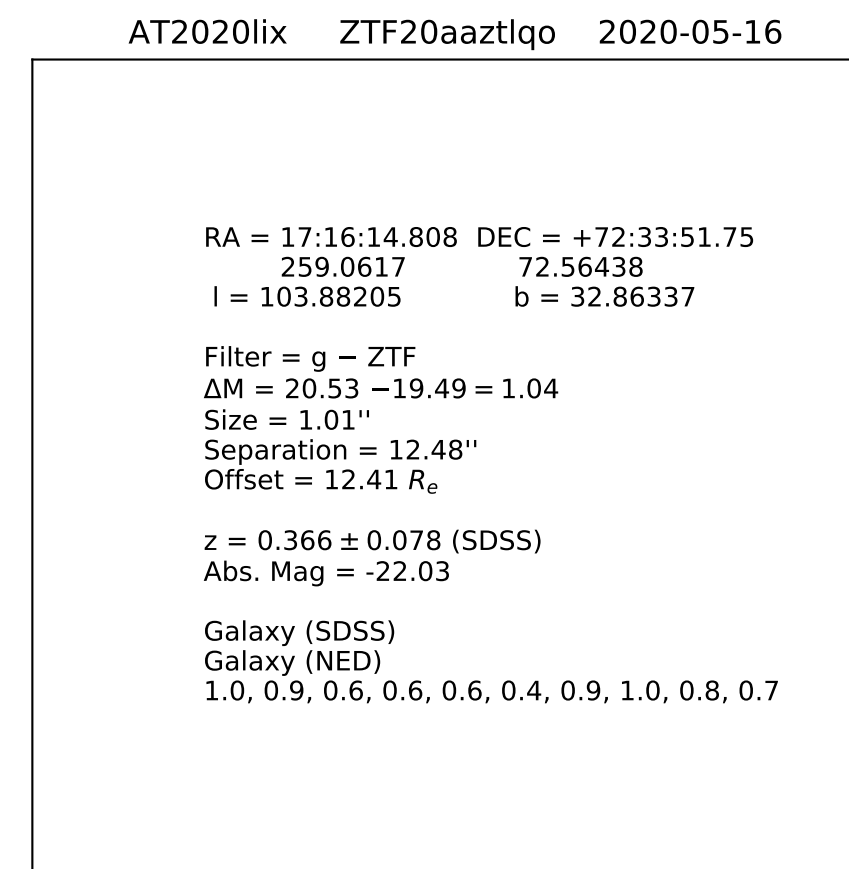 AT2020lix ZTF20aaztlqo 2020-05-16
RA = 17:16:14.808 DEC = +72:33:51.75
259.0617 72.56438
l = 103.88205 b = 32.86337
Filter = g − ZTF
ΔM = 20.53 −19.49 = 1.04
Size = 1.01''
Separation = 12.48''
Offset = 12.41 Rₑ
z = 0.366 ± 0.078 (SDSS)
Abs. Mag = -22.03
Galaxy (SDSS)
Galaxy (NED)
1.0, 0.9, 0.6, 0.6, 0.6, 0.4, 0.9, 1.0, 0.8, 0.7